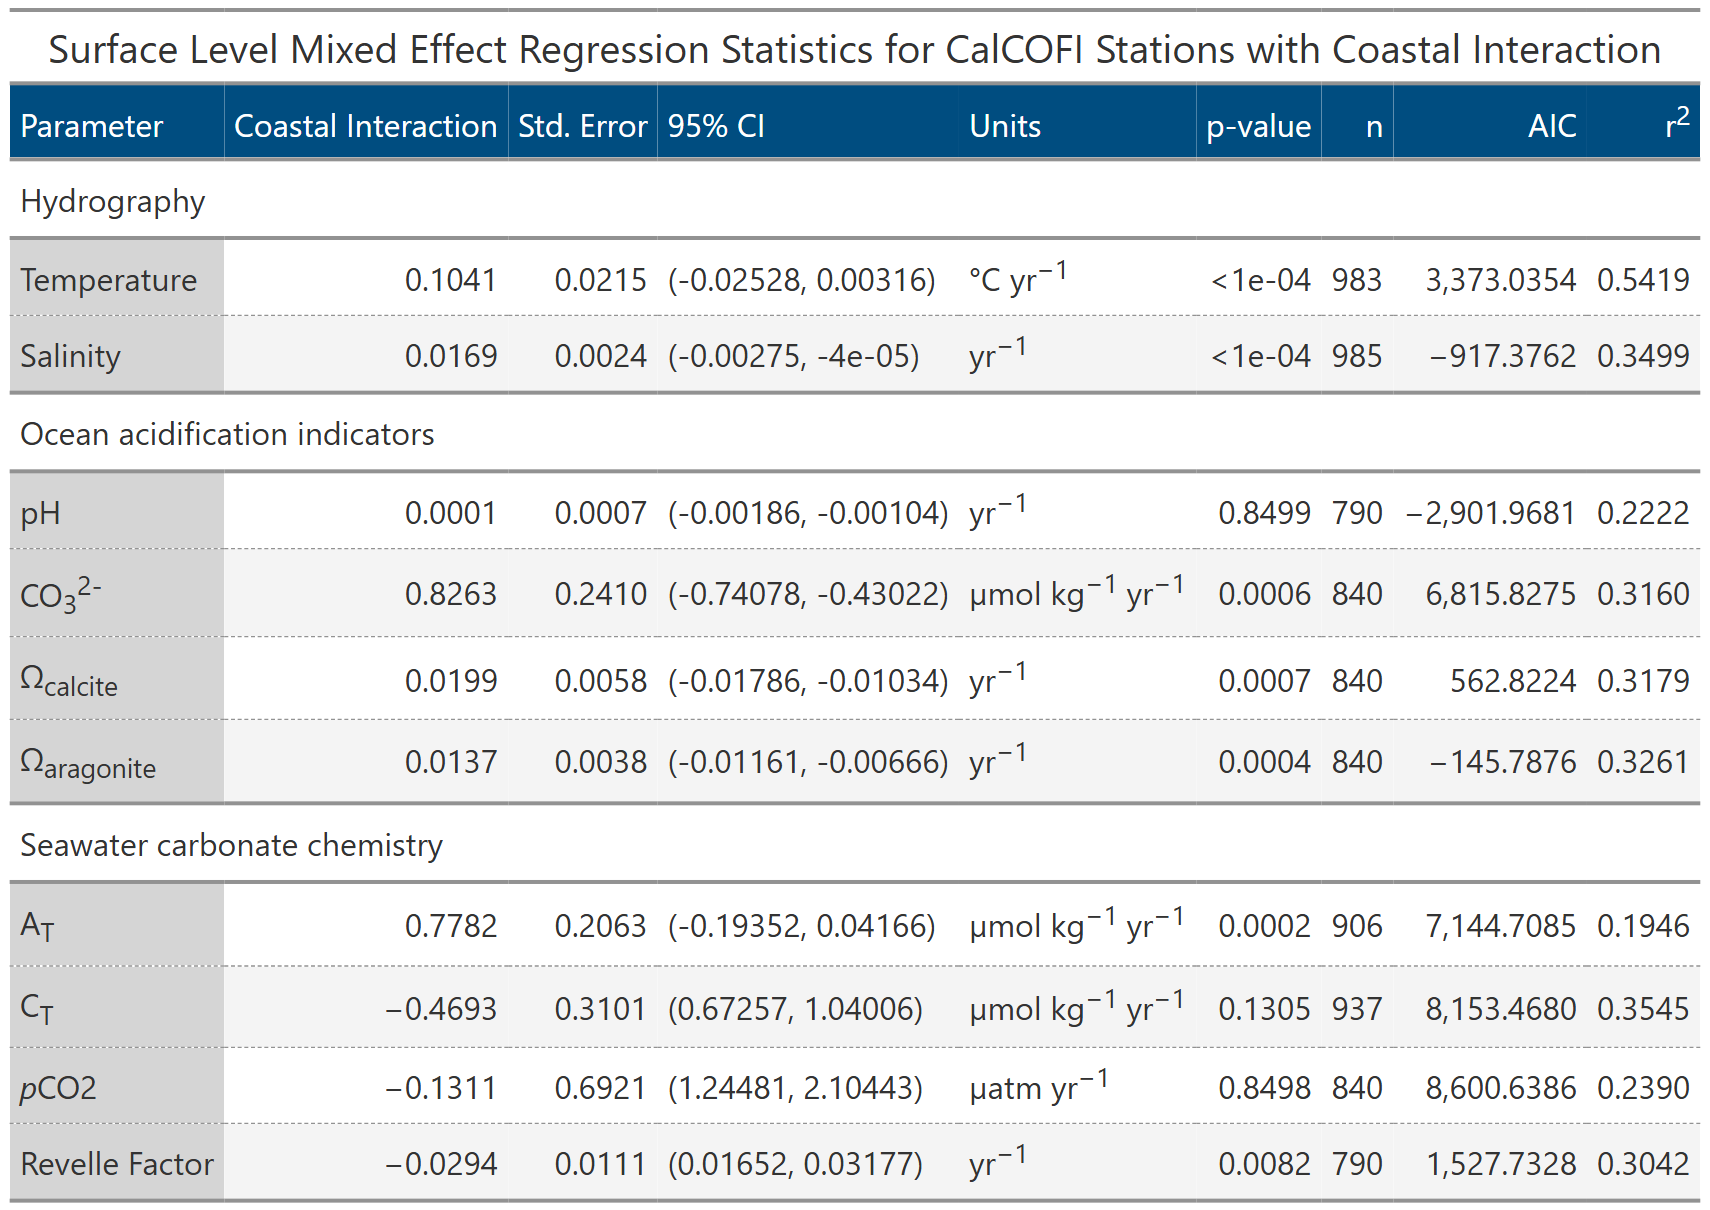 Surface Level Mixed Effect Regression Statistics for CalCOFI Stations with Coastal Interaction
Parameter Coastal Interaction Std. Error 95% CI Units p-value n AIC r²
Hydrography
Temperature 0.1041 0.0215 (-0.02528, 0.00316) °C yr⁻¹ <1e-04 983 3,373.0354 0.5419
Salinity 0.0169 0.0024 (-0.00275, -4e-05) yr⁻¹ <1e-04 985 −917.3762 0.3499
Ocean acidification indicators
pH 0.0001 0.0007 (-0.00186, -0.00104) yr⁻¹ 0.8499 790 −2,901.9681 0.2222
CO₃²⁻ 0.8263 0.2410 (-0.74078, -0.43022) μmol kg⁻¹ yr⁻¹ 0.0006 840 6,815.8275 0.3160
Ωcalcite 0.0199 0.0058 (-0.01786, -0.01034) yr⁻¹ 0.0007 840 562.8224 0.3179
Ωaragonite 0.0137 0.0038 (-0.01161, -0.00666) yr⁻¹ 0.0004 840 −145.7876 0.3261
Seawater carbonate chemistry
A_T 0.7782 0.2063 (-0.19352, 0.04166) μmol kg⁻¹ yr⁻¹ 0.0002 906 7,144.7085 0.1946
C_T −0.4693 0.3101 (0.67257, 1.04006) μmol kg⁻¹ yr⁻¹ 0.1305 937 8,153.4680 0.3545
pCO2 −0.1311 0.6921 (1.24481, 2.10443) μatm yr⁻¹ 0.8498 840 8,600.6386 0.2390
Revelle Factor −0.0294 0.0111 (0.01652, 0.03177) yr⁻¹ 0.0082 790 1,527.7328 0.3042